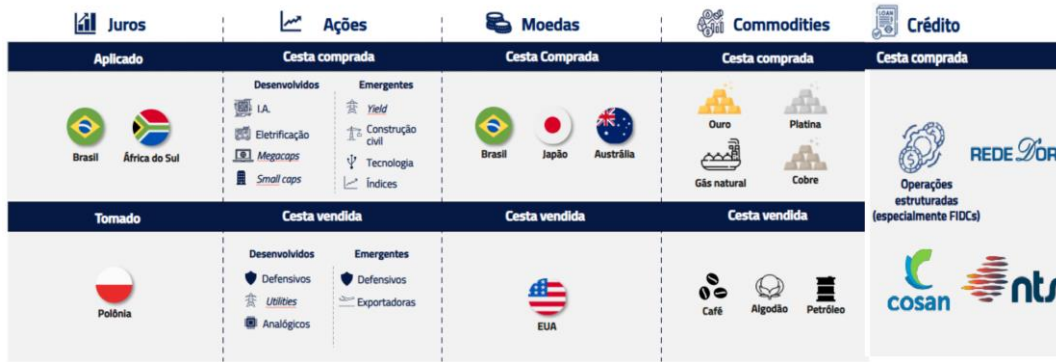 Juros
Ações
Moedas
Commodities
LOAN
Crédito
Aplicado
Cesta comprada
Cesta Comprada
Cesta comprada
Cesta comprada
Brasil
África do Sul
Desenvolvidos
I.A.
Eletrificação
Megacaps
Small caps
Emergentes
Yield
Construção
civil
Tecnologia
Índices
Brasil
Japão
Austrália
Ouro
Platina
Gás natural
Cobre
Operações
estruturadas
(especialmente FIDCs)
REDE D'OR
Tomado
Cesta vendida
Cesta vendida
Cesta vendida
Polônia
Desenvolvidos
Defensivos
Utilities
Analógicos
Emergentes
Defensivos
Exportadoras
EUA
Café
Algodão
Petróleo
cosan
nts